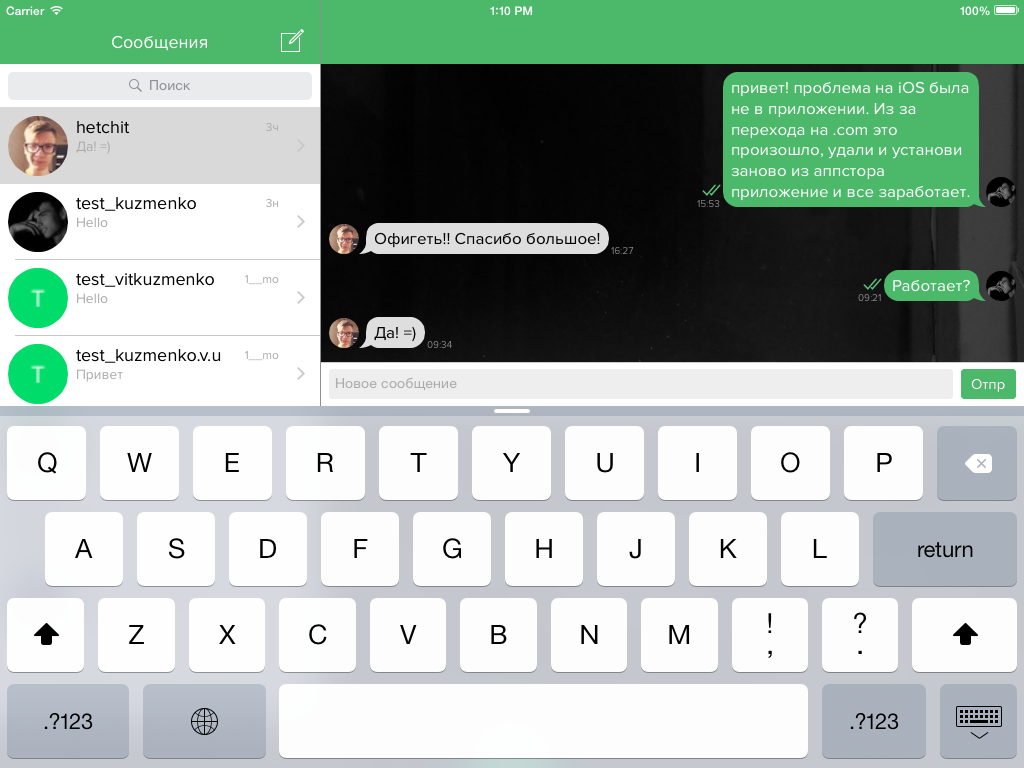 Carrier 1:10 PM 100%
Сообщения
Поиск
hetchit 3ч
Да! =)
test_kuzmenko 3н
Hello
T
test_vitkuzmenko 1__mo
Hello
T
test_kuzmenko.v.u 1__mo
Привет
привет! проблема на iOS была
не в приложении. Из за
перехода на .com это
произошло, удали и установи
заново из аппстора
приложение и все заработает.
15:53
Офигеть!! Спасибо большое!
16:27
Работает?
09:21
Да! =)
09:34
Новое сообщение
Отпр
Q W E R T Y U I O P
A S D F G H J K L return
Z X C V B N M ! , ? .
.?123 .?123